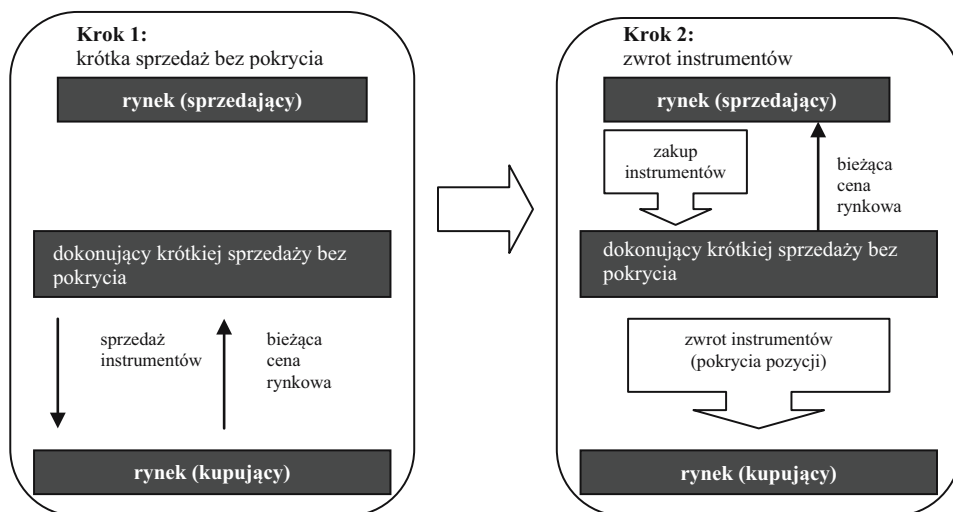 Krok 1:
krótka sprzedaż bez pokrycia
rynek (sprzedający)
dokonujący krótkiej sprzedaży bez
pokrycia
sprzedaż
instrumentów
bieżąca
cena
rynkowa
rynek (kupujący)
Krok 2:
zwrot instrumentów
rynek (sprzedający)
zakup
instrumentów
bieżąca
cena
rynkowa
dokonujący krótkiej sprzedaży bez
pokrycia
zwrot instrumentów
(pokrycia pozycji)
rynek (kupujący)